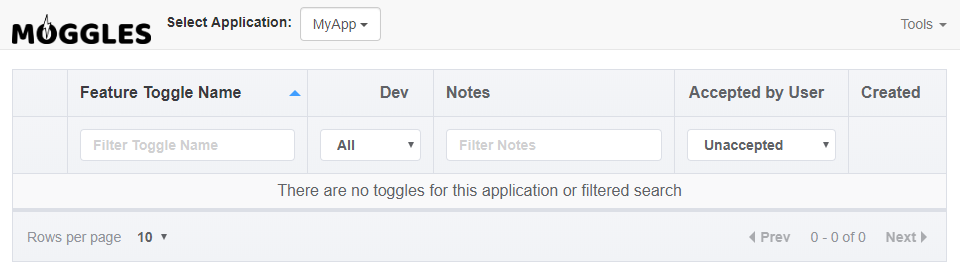 MOGGLES Select Application: MyApp Tools
Feature Toggle Name Dev Notes Accepted by User Created
Filter Toggle Name All Filter Notes Unaccepted
There are no toggles for this application or filtered search
Rows per page 10 Prev 0 - 0 of 0 Next